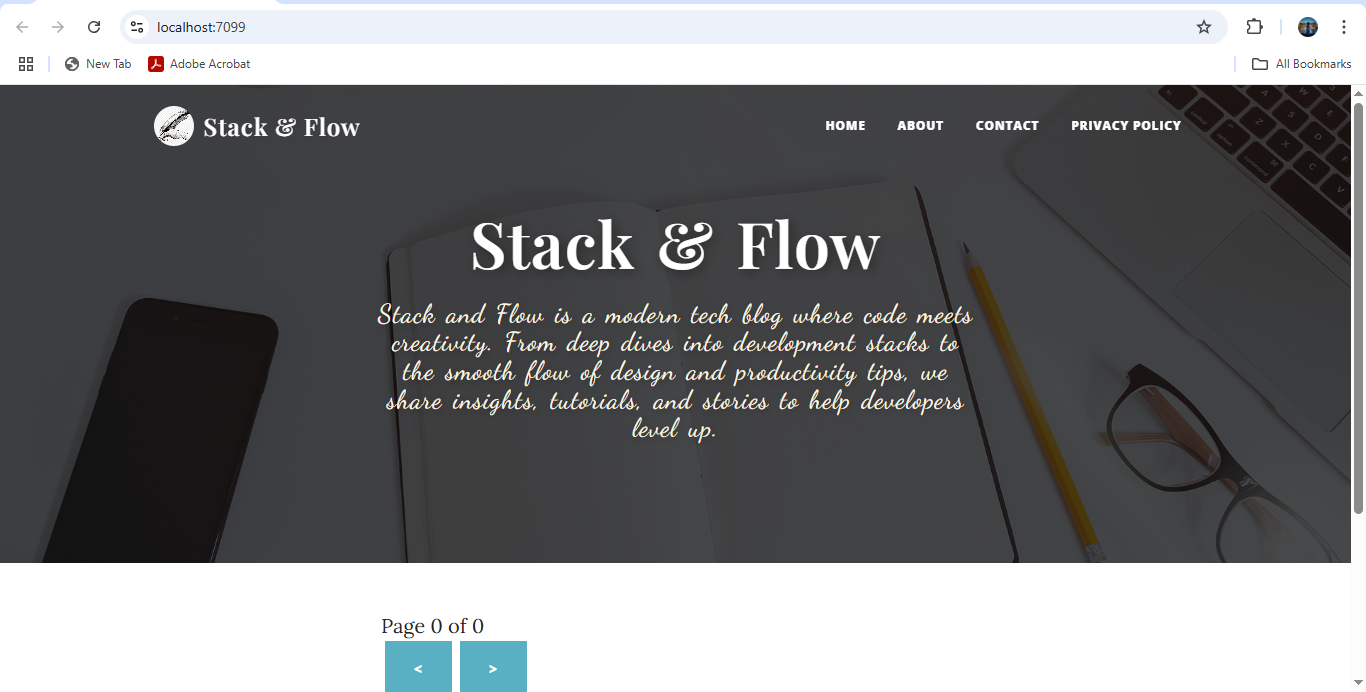 localhost:7099
New Tab
Adobe Acrobat
All Bookmarks
Stack & Flow
HOME
ABOUT
CONTACT
PRIVACY POLICY
Stack & Flow
Stack and Flow is a modern tech blog where code meets
creativity. From deep dives into development stacks to
the smooth flow of design and productivity tips, we
share insights, tutorials, and stories to help developers
level up.
Page 0 of 0
<
>